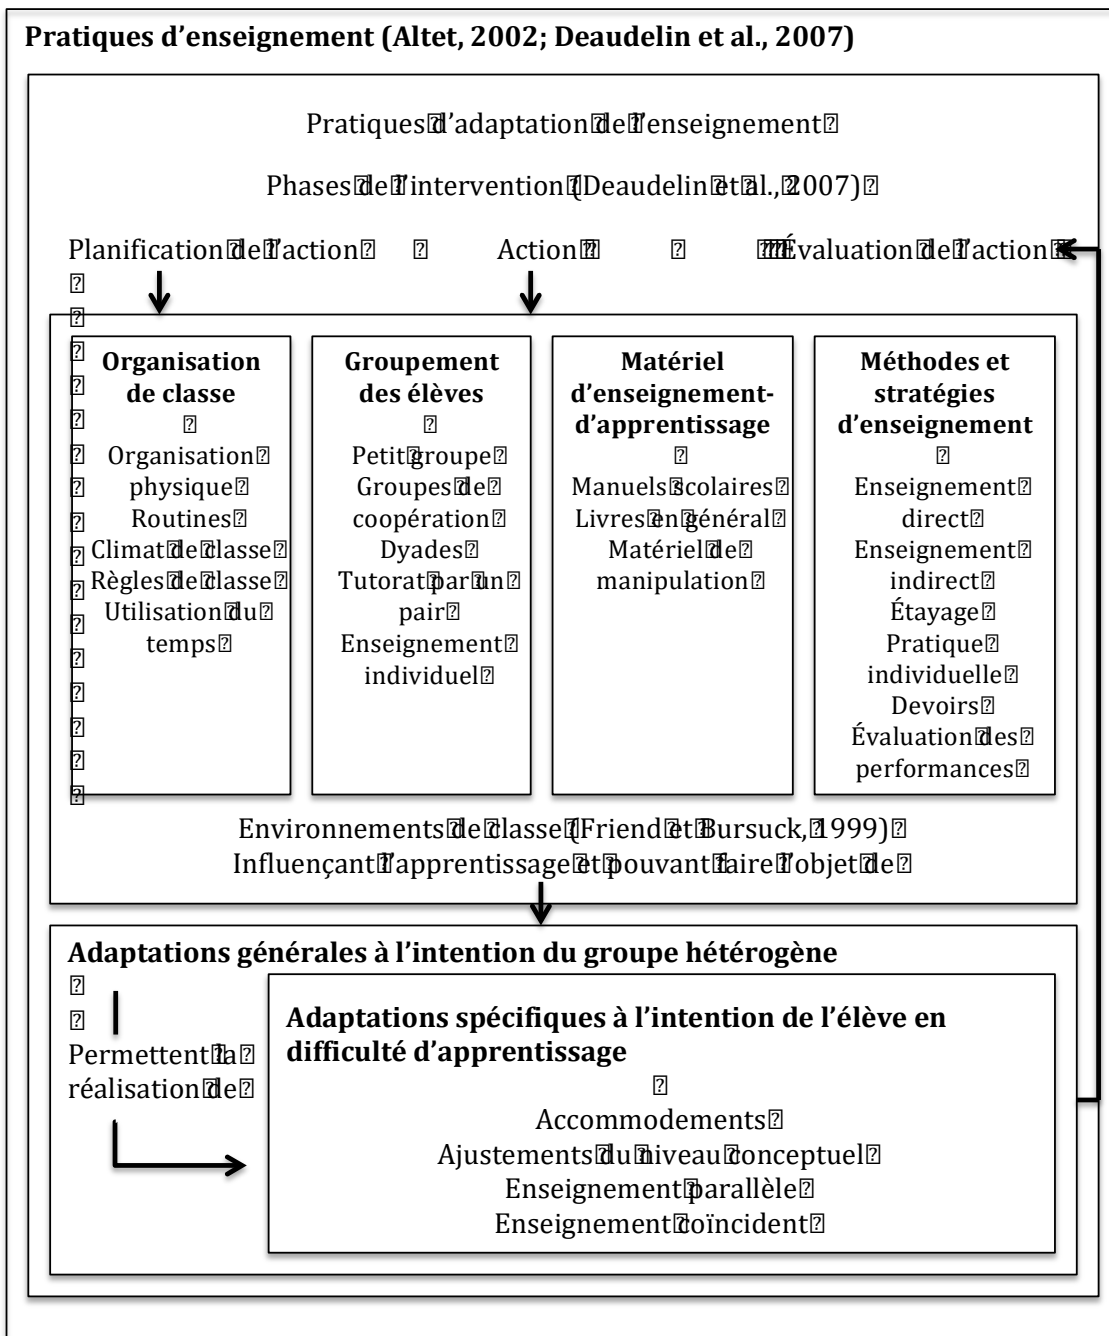 Pratiques d’enseignement (Altet, 2002; Deaudelin et al., 2007)
Pratiques d’adaptation de l’enseignement
Phases de l’intervention (Deaudelin et al., 2007)
Planification de l’action Action Évaluation de l’action
Organisation
de classe
Organisation
physique
Routines
Climat de classe
Règles de classe
Utilisation du
temps
Groupement
des élèves
Petit groupe
Groupes de
coopération
Dyades
Tutorat par un
pair
Enseignement
individuel
Matériel
d’enseignement-
d’apprentissage
Manuels scolaires
Livres en général
Matériel de
manipulation
Méthodes et
stratégies
d’enseignement
Enseignement
direct
Enseignement
indirect
Étayage
Pratique
individuelle
Devoirs
Évaluation des
performances
Environnements de classe (Friend et Bursuck, 1999)
Influençant l’apprentissage et pouvant faire l’objet de
Adaptations générales à l’intention du groupe hétérogène
Permettent la
réalisation de
Adaptations spécifiques à l’intention de l’élève en
difficulté d’apprentissage
Accommodements
Ajustements du niveau conceptuel
Enseignement parallèle
Enseignement coïncident